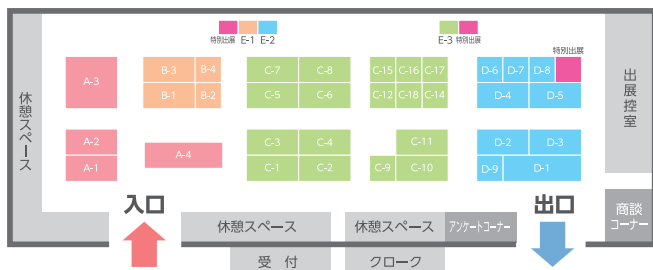 特別出展 E-1 E-2
E-3 特別出展
特別出展
A-3
B-3 B-4
B-1 B-2
C-7 C-8
C-5 C-6
C-15 C-16 C-17
C-12 C-18 C-14
D-6 D-7 D-8
D-4 D-5
出展控室
休憩スペース
A-2
A-1
A-4
C-3 C-4
C-1 C-2
C-11
C-9 C-10
D-2 D-3
D-9 D-1
入口
出口
商談
コーナー
休憩スペース
休憩スペース
アンケートコーナー
受 付
クローク